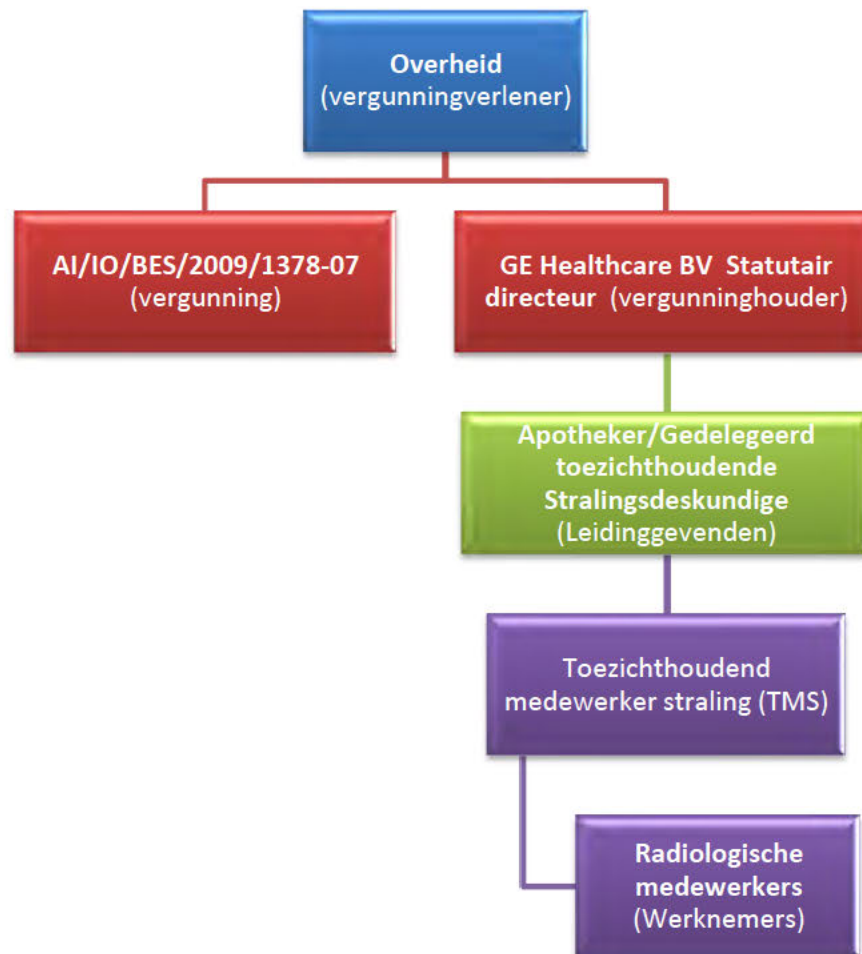 Overheid
(vergunningverlener)
AI/IO/BES/2009/1378-07
(vergunning)
GE Healthcare BV Statutair
directeur (vergunninghouder)
Apotheker/Gedelegeerd
toezichthoudende
Stralingsdeskundige
(Leidinggevenden)
Toezichthoudend
medewerker straling (TMS)
Radiologische
medewerkers
(Werknemers)